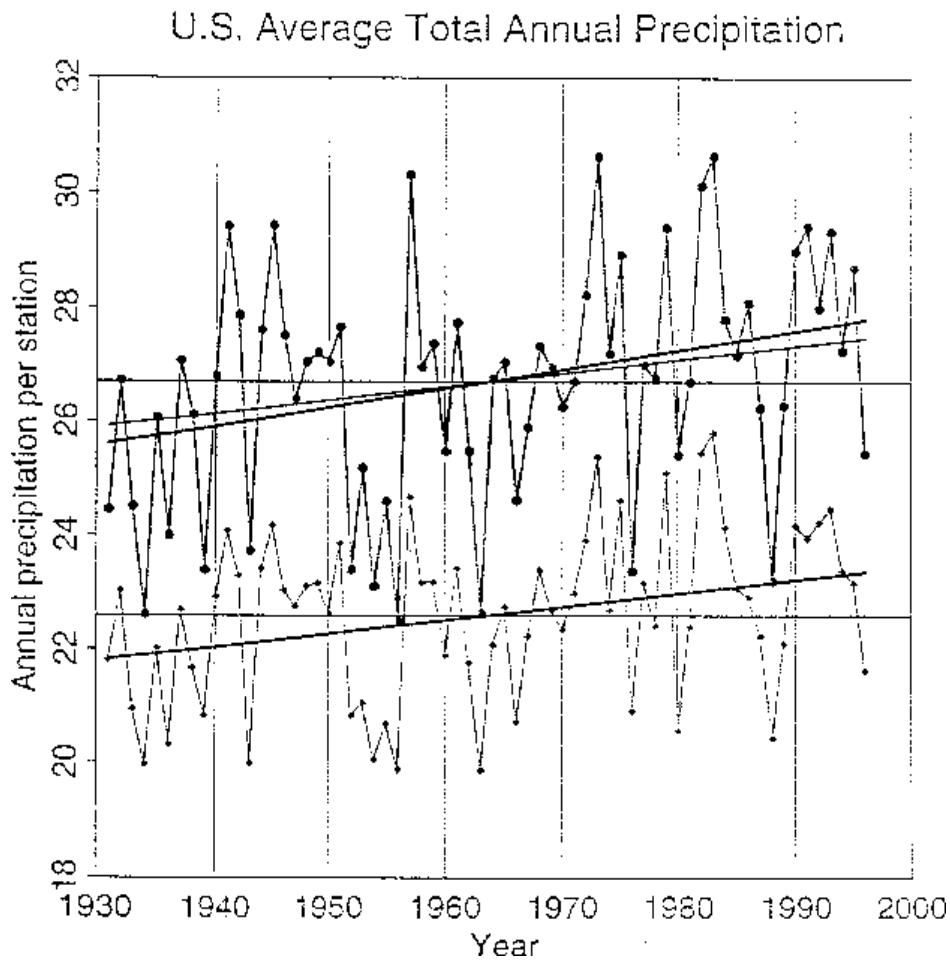 U.S. Average Total Annual Precipitation
Annual precipitation per station
32
30
28
26
24
22
20
18
1930 1940 1950 1960 1970 1980 1990 2000
Year